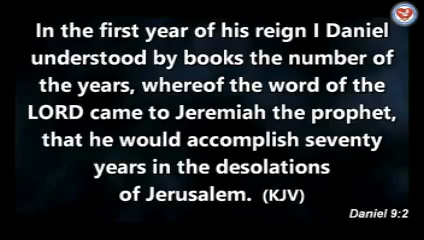 In the first year of his reign I Daniel
understood by books the number of
the years, whereof the word of the
LORD came to Jeremiah the prophet,
that he would accomplish seventy
years in the desolations
of Jerusalem. (KJV)
Daniel 9:2